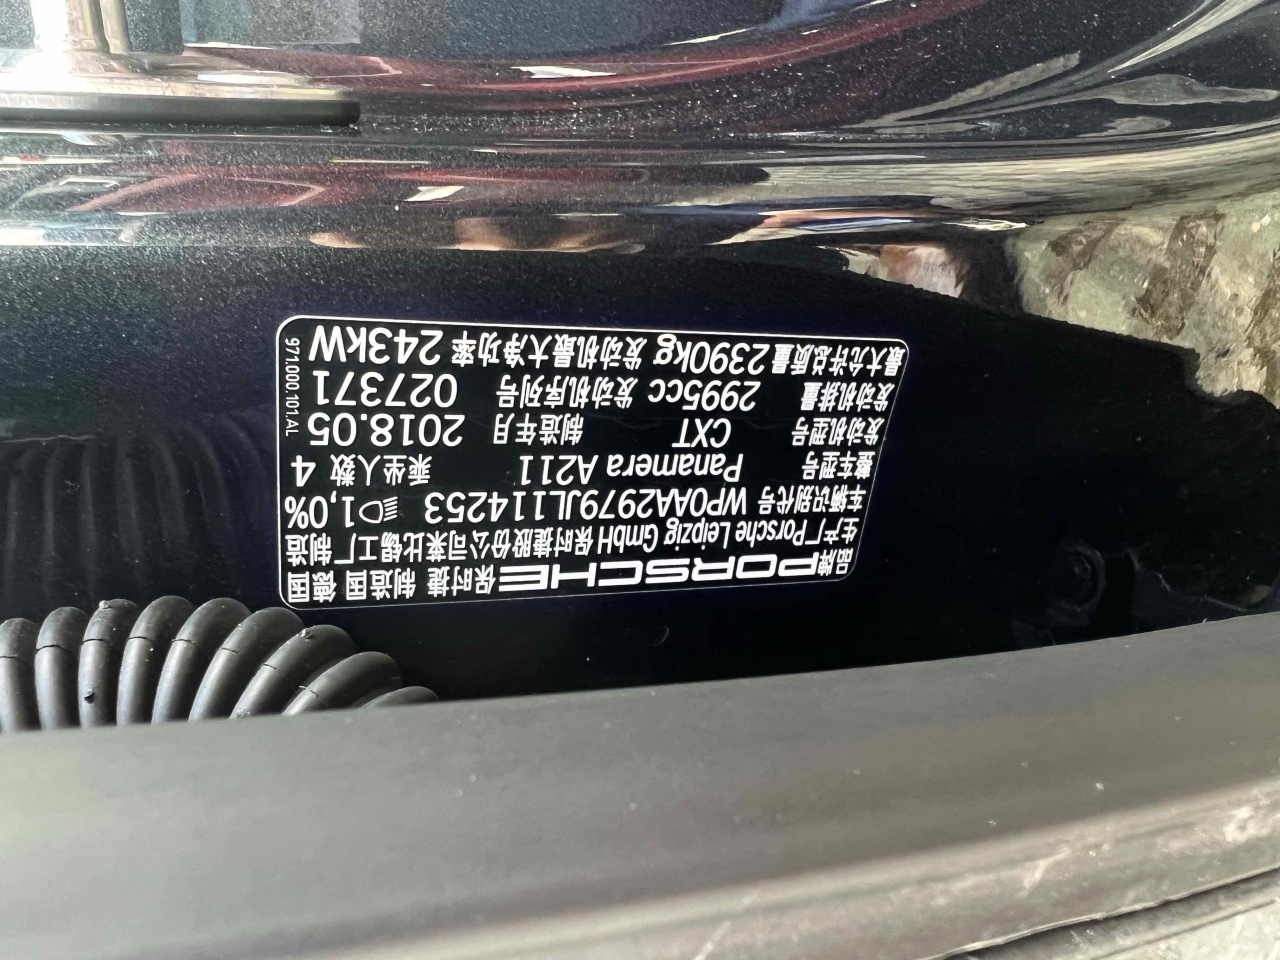 品牌 PORSCHE 保时捷 制造国 德国
生产厂 Porsche Leipzig GmbH 保时捷股份公司莱比锡工厂制造
车辆识别代号 WP0AA2979JL114253 1,0%
整车型号 Panamera A211 乘坐人数 4
发动机型号 CXT 制造年月 2018.05
发动机排量 2995cc 发动机序列号 027371
最大允许总质量 2390kg 发动机最大净功率 243kW
971.000.101.AL